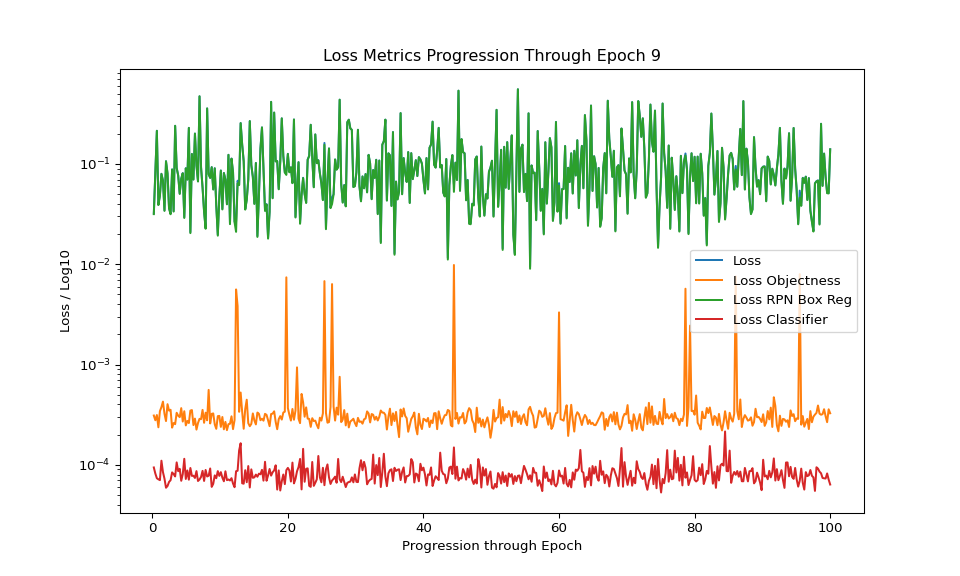 Loss Metrics Progression Through Epoch 9
Loss / Log10
10⁻¹
10⁻²
10⁻³
10⁻⁴
Loss
Loss Objectness
Loss RPN Box Reg
Loss Classifier
0 20 40 60 80 100
Progression through Epoch